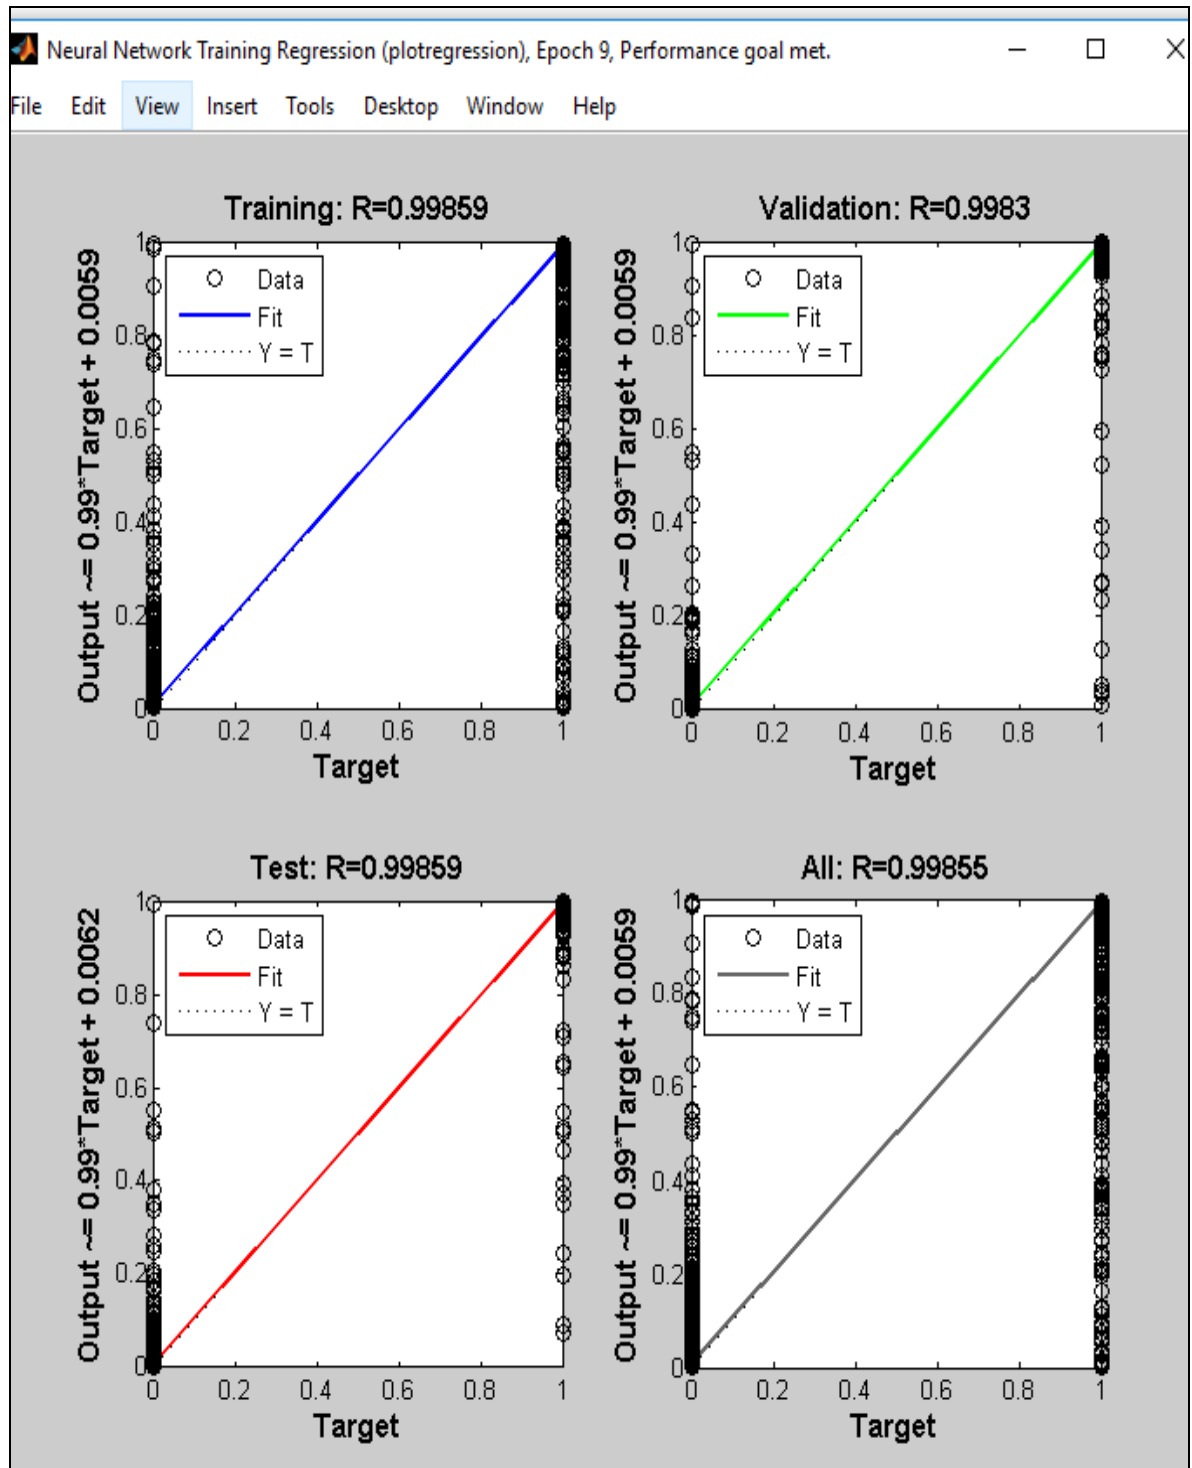 Neural Network Training Regression (plotregression), Epoch 9, Performance goal met.
File Edit View Insert Tools Desktop Window Help
Training: R=0.99859
Output ~= 0.99*Target + 0.0059
1
0.8
0.6
0.4
0.2
0
Data
Fit
Y = T
0 0.2 0.4 0.6 0.8 1
Target
Validation: R=0.9983
Output ~= 0.99*Target + 0.0059
1
0.8
0.6
0.4
0.2
0
Data
Fit
Y = T
0 0.2 0.4 0.6 0.8 1
Target
Test: R=0.99859
Output ~= 0.99*Target + 0.0062
1
0.8
0.6
0.4
0.2
0
Data
Fit
Y = T
0 0.2 0.4 0.6 0.8 1
Target
All: R=0.99855
Output ~= 0.99*Target + 0.0059
1
0.8
0.6
0.4
0.2
0
Data
Fit
Y = T
0 0.2 0.4 0.6 0.8 1
Target